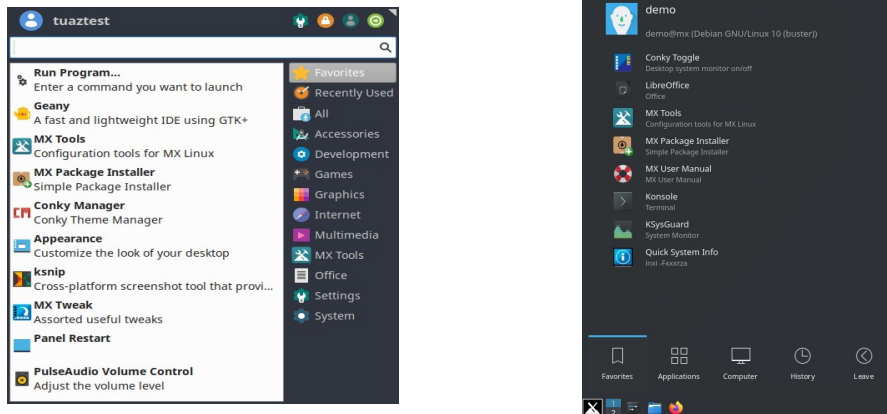 tuaztest
Run Program...
Enter a command you want to launch
Geany
A fast and lightweight IDE using GTK+
MX Tools
Configuration tools for MX Linux
MX Package Installer
Simple Package Installer
Conky Manager
Conky Theme Manager
Appearance
Customize the look of your desktop
ksnip
Cross-platform screenshot tool that provi...
MX Tweak
Assorted useful tweaks
Panel Restart
PulseAudio Volume Control
Adjust the volume level
Favorites
Recently Used
All
Accessories
Development
Games
Graphics
Internet
Multimedia
MX Tools
Office
Settings
System
demo
demo@mx (Debian GNU/Linux 10 (buster))
Conky Toggle
Desktop system monitor on/off
LibreOffice
Office
MX Tools
Configuration tools for MX Linux
MX Package Installer
Simple Package Installer
MX User Manual
MX User Manual
Konsole
Terminal
KSysGuard
System Monitor
Quick System Info
inxi -Fxxxrza
Favorites
Applications
Computer
History
Leave
1
2